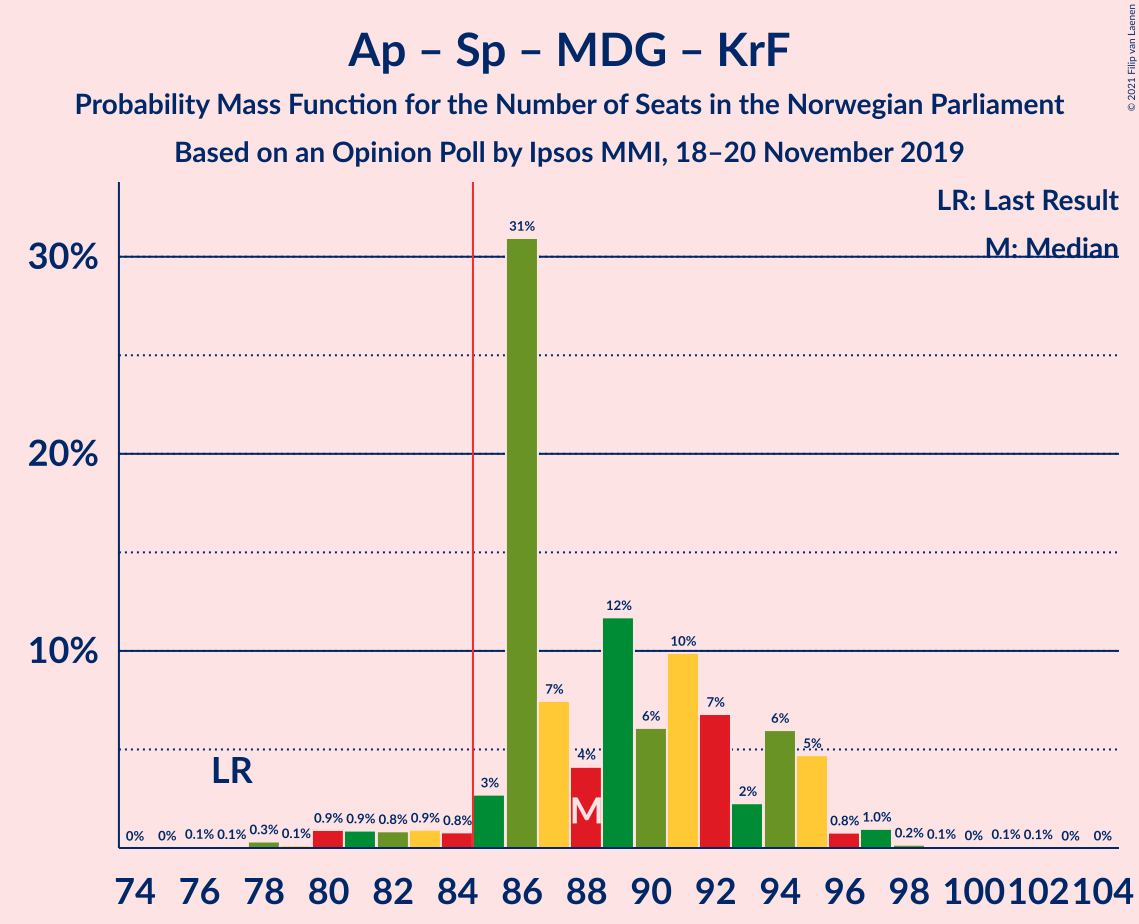 Ap – Sp – MDG – KrF
Probability Mass Function for the Number of Seats in the Norwegian Parliament
Based on an Opinion Poll by Ipsos MMI, 18–20 November 2019
© 2021 Filip van Laenen
LR: Last Result
M: Median
30%
20%
10%
LR
M
0% 0% 0.1% 0.1% 0.3% 0.1% 0.9% 0.9% 0.8% 0.9% 0.8% 3% 31% 7% 4% 12% 6% 10% 7% 2% 6% 5% 0.8% 1.0% 0.2% 0.1% 0% 0.1% 0.1% 0% 0%
74 76 78 80 82 84 86 88 90 92 94 96 98 100 102 104